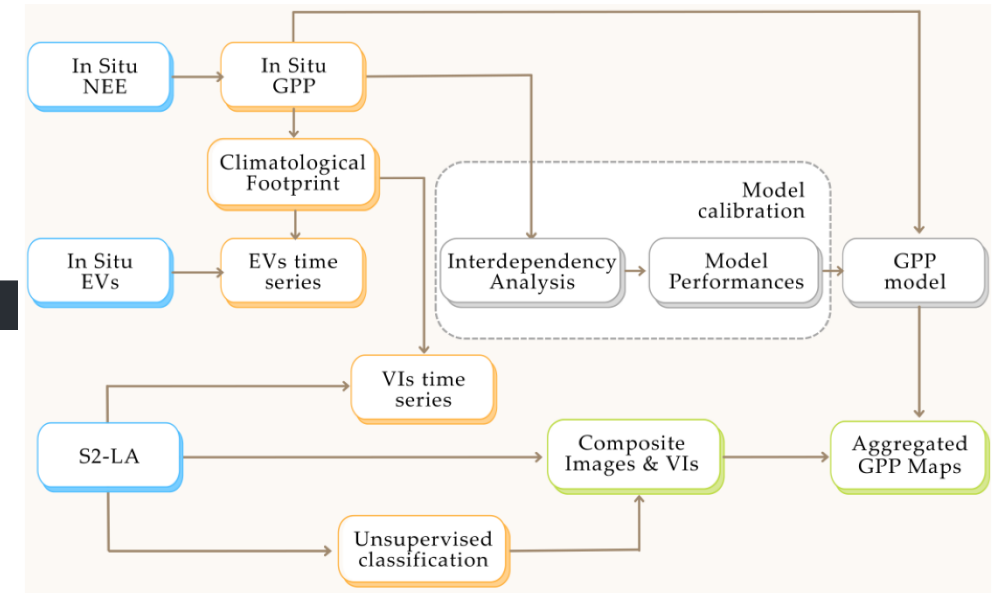 In Situ
NEE
In Situ
GPP
Climatological
Footprint
Model
calibration
In Situ
EVs
EVs time
series
Interdependency
Analysis
Model
Performances
GPP
model
VIs time
series
S2-LA
Composite
Images & VIs
Aggregated
GPP Maps
Unsupervised
classification